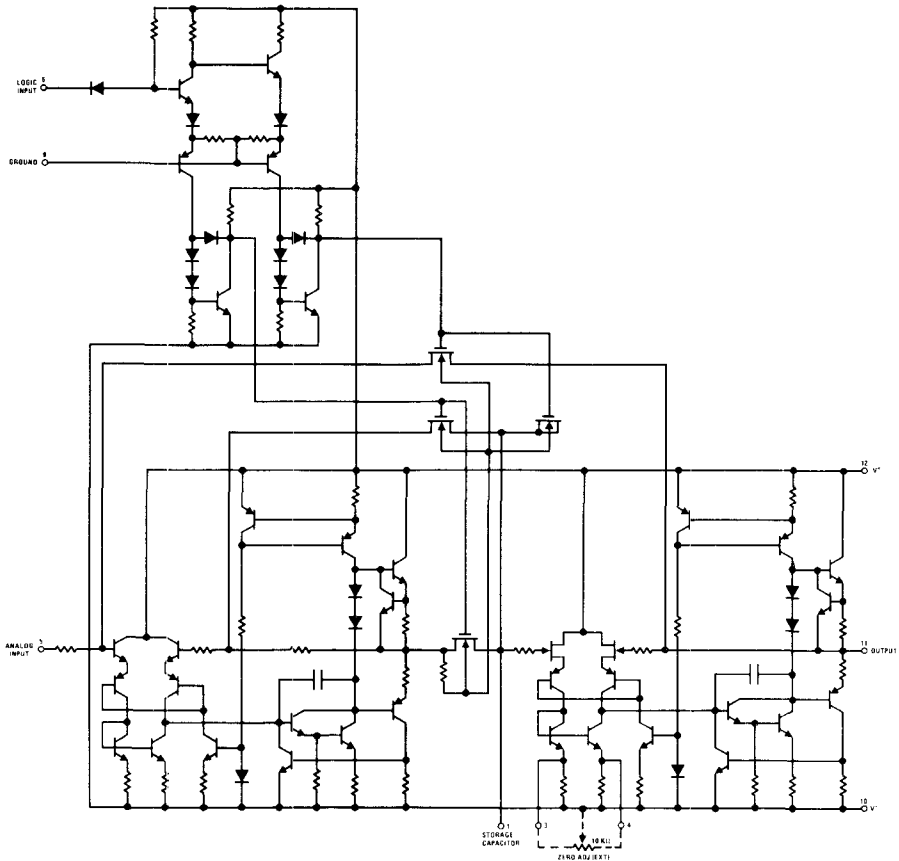 LOGIC 5
INPUT
GROUND 6
12
V+
ANALOG 5
INPUT
11
OUTPUT
10
V-
1
STORAGE
CAPACITOR
3
4
10 KΩ
ZERO ADJ(EXT)